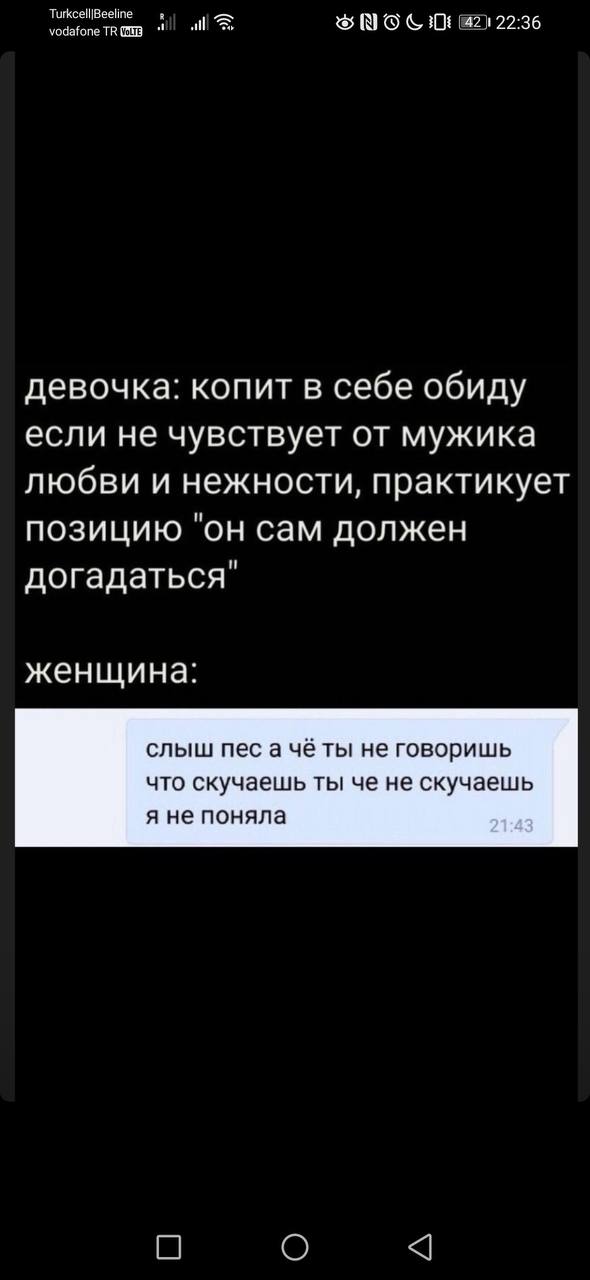 Turkcell|Beeline
vodafone TR VoLTE
R
42
22:36
девочка: копит в себе обиду
если не чувствует от мужика
любви и нежности, практикует
позицию "он сам должен
догадаться"
женщина:
слыш пес а чё ты не говоришь
что скучаешь ты че не скучаешь
я не поняла
21:43